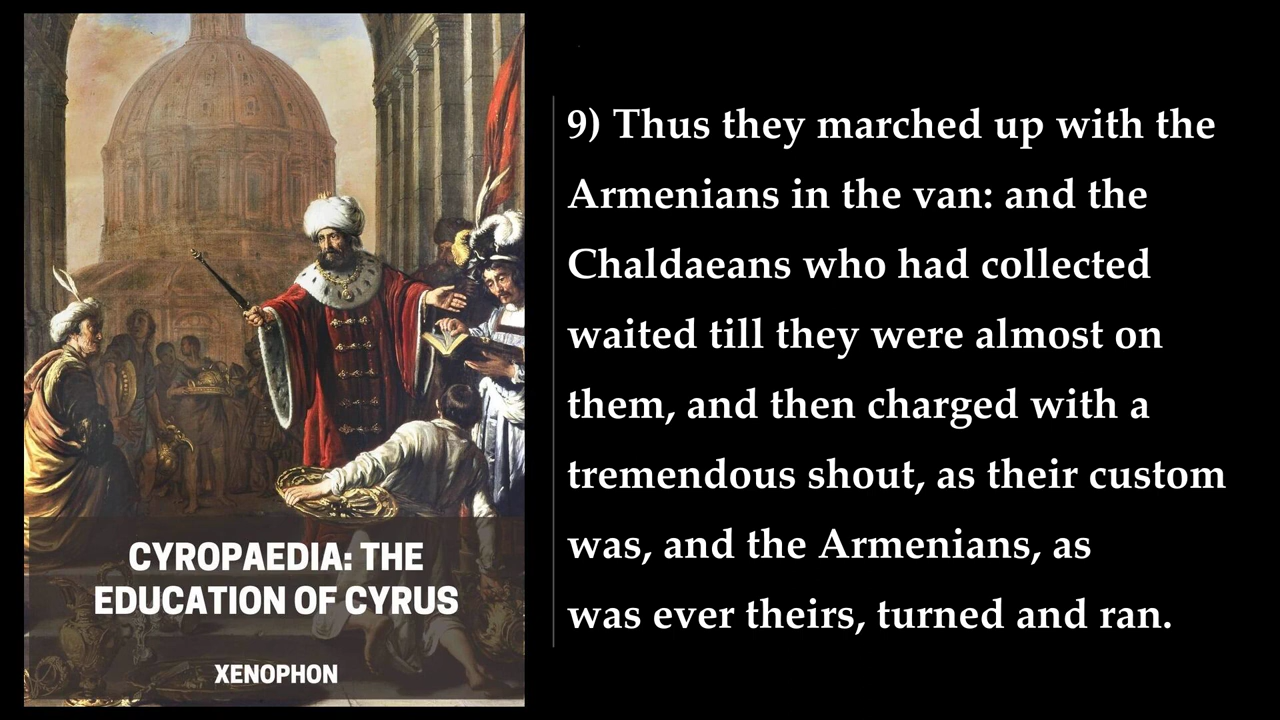 CYROPAEDIA: THE
EDUCATION OF CYRUS
XENOPHON
9) Thus they marched up with the
Armenians in the van: and the
Chaldaeans who had collected
waited till they were almost on
them, and then charged with a
tremendous shout, as their custom
was, and the Armenians, as
was ever theirs, turned and ran.